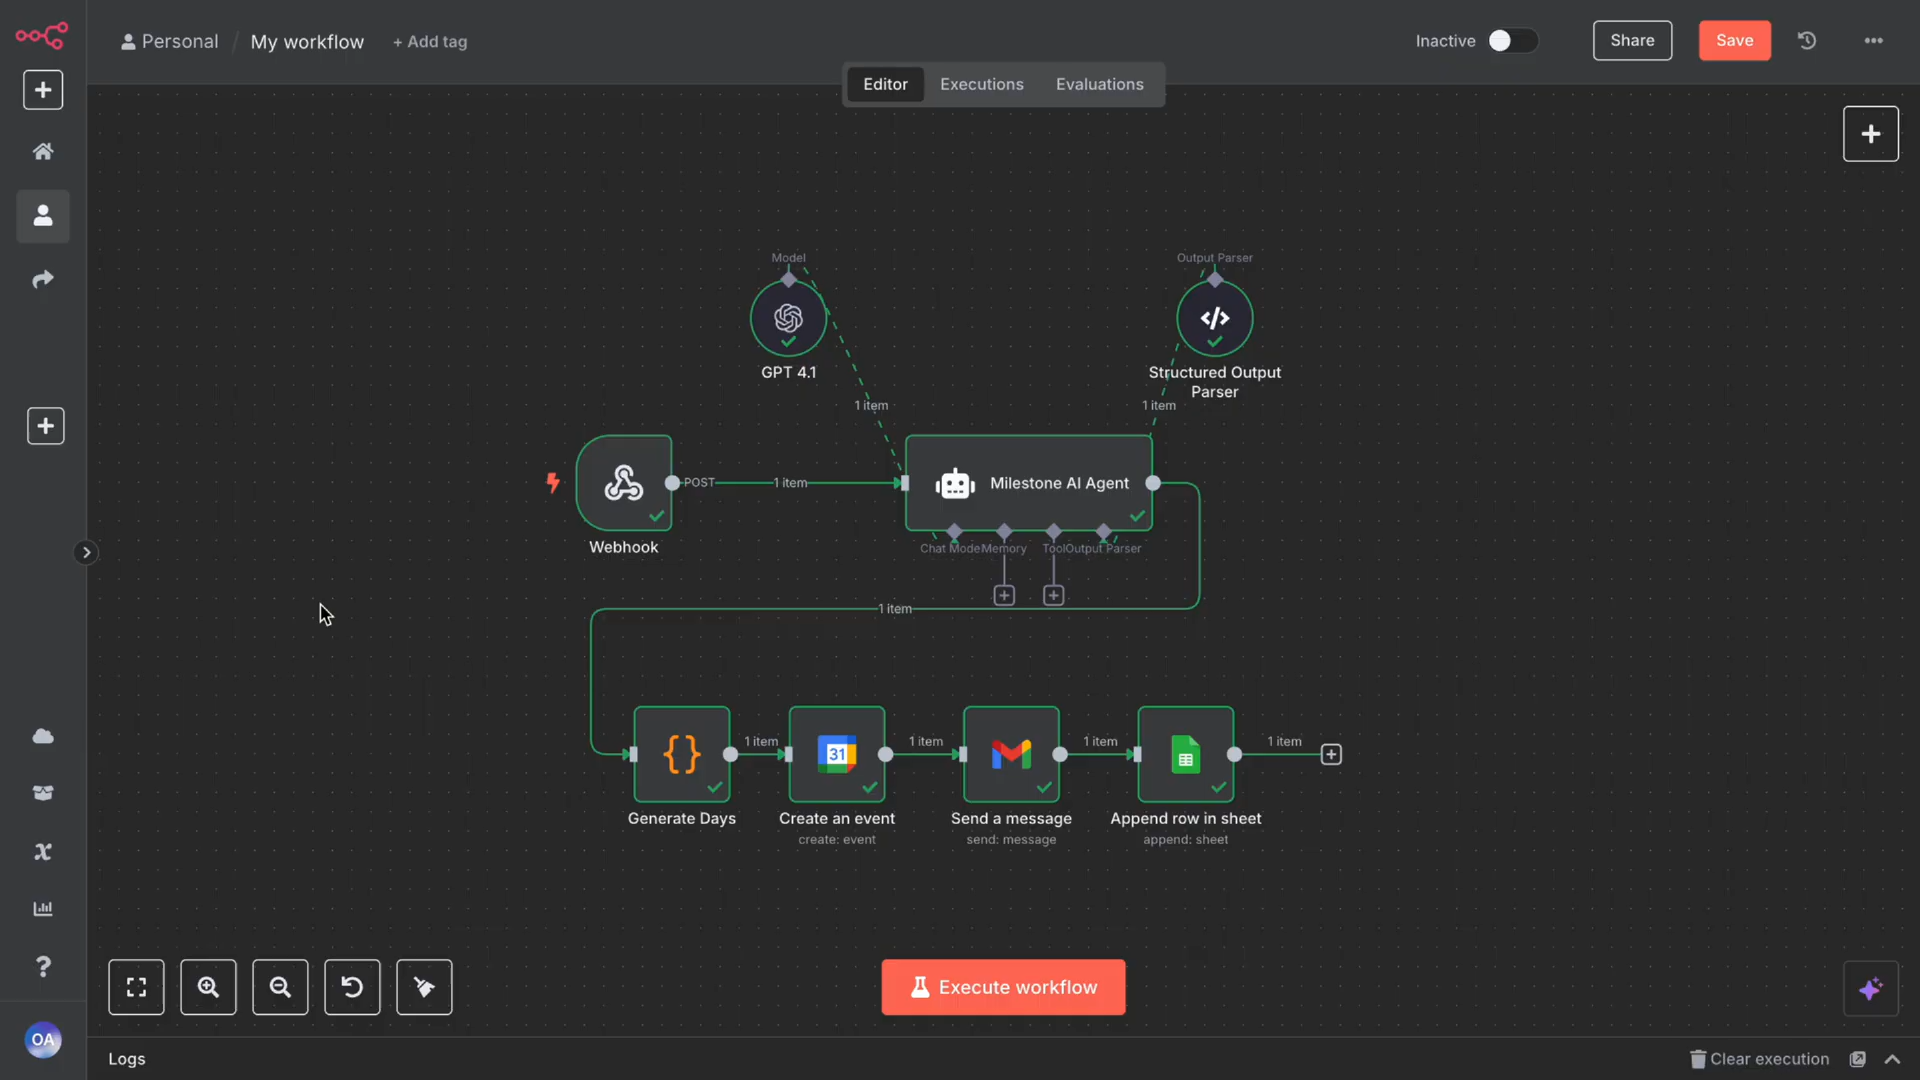 Personal / My workflow + Add tag
Inactive
Share
Save
Editor
Executions
Evaluations
Model
Output Parser
GPT 4.1
Structured Output
Parser
1 item
1 item
POST
1 item
Milestone AI Agent
Webhook
Chat Mode
Memory
Tool
Output Parser
1 item
1 item
31
1 item
1 item
1 item
Generate Days
Create an event
Send a message
Append row in sheet
create: event
send: message
append: sheet
Execute workflow
OA
Logs
Clear execution